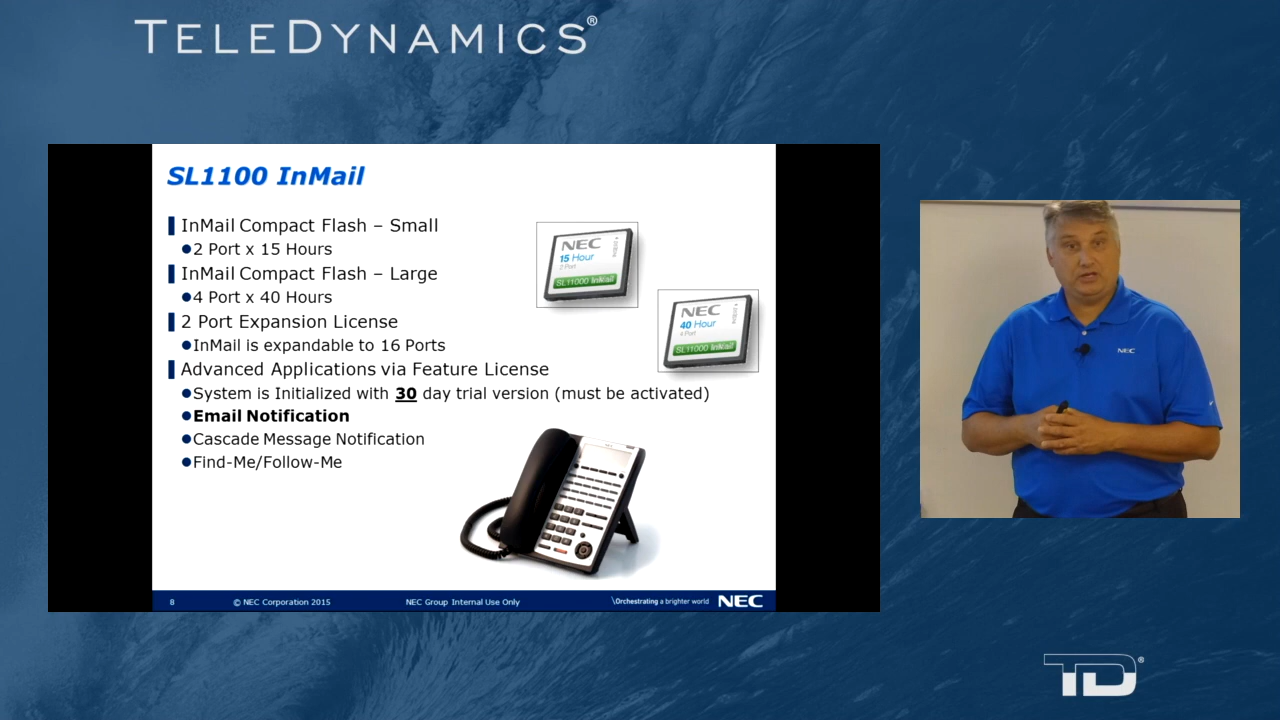 TELEDYNAMICS®
SL1100 InMail
InMail Compact Flash – Small
●2 Port x 15 Hours
InMail Compact Flash – Large
●4 Port x 40 Hours
2 Port Expansion License
●InMail is expandable to 16 Ports
Advanced Applications via Feature License
●System is Initialized with 30 day trial version (must be activated)
●Email Notification
●Cascade Message Notification
●Find-Me/Follow-Me
NEC
15 Hour
2 Port
SL11000 InMail
NEC
40 Hour
4 Port
SL11000 InMail
8 © NEC Corporation 2015 NEC Group Internal Use Only \Orchestrating a brighter world NEC
NEC
TD®